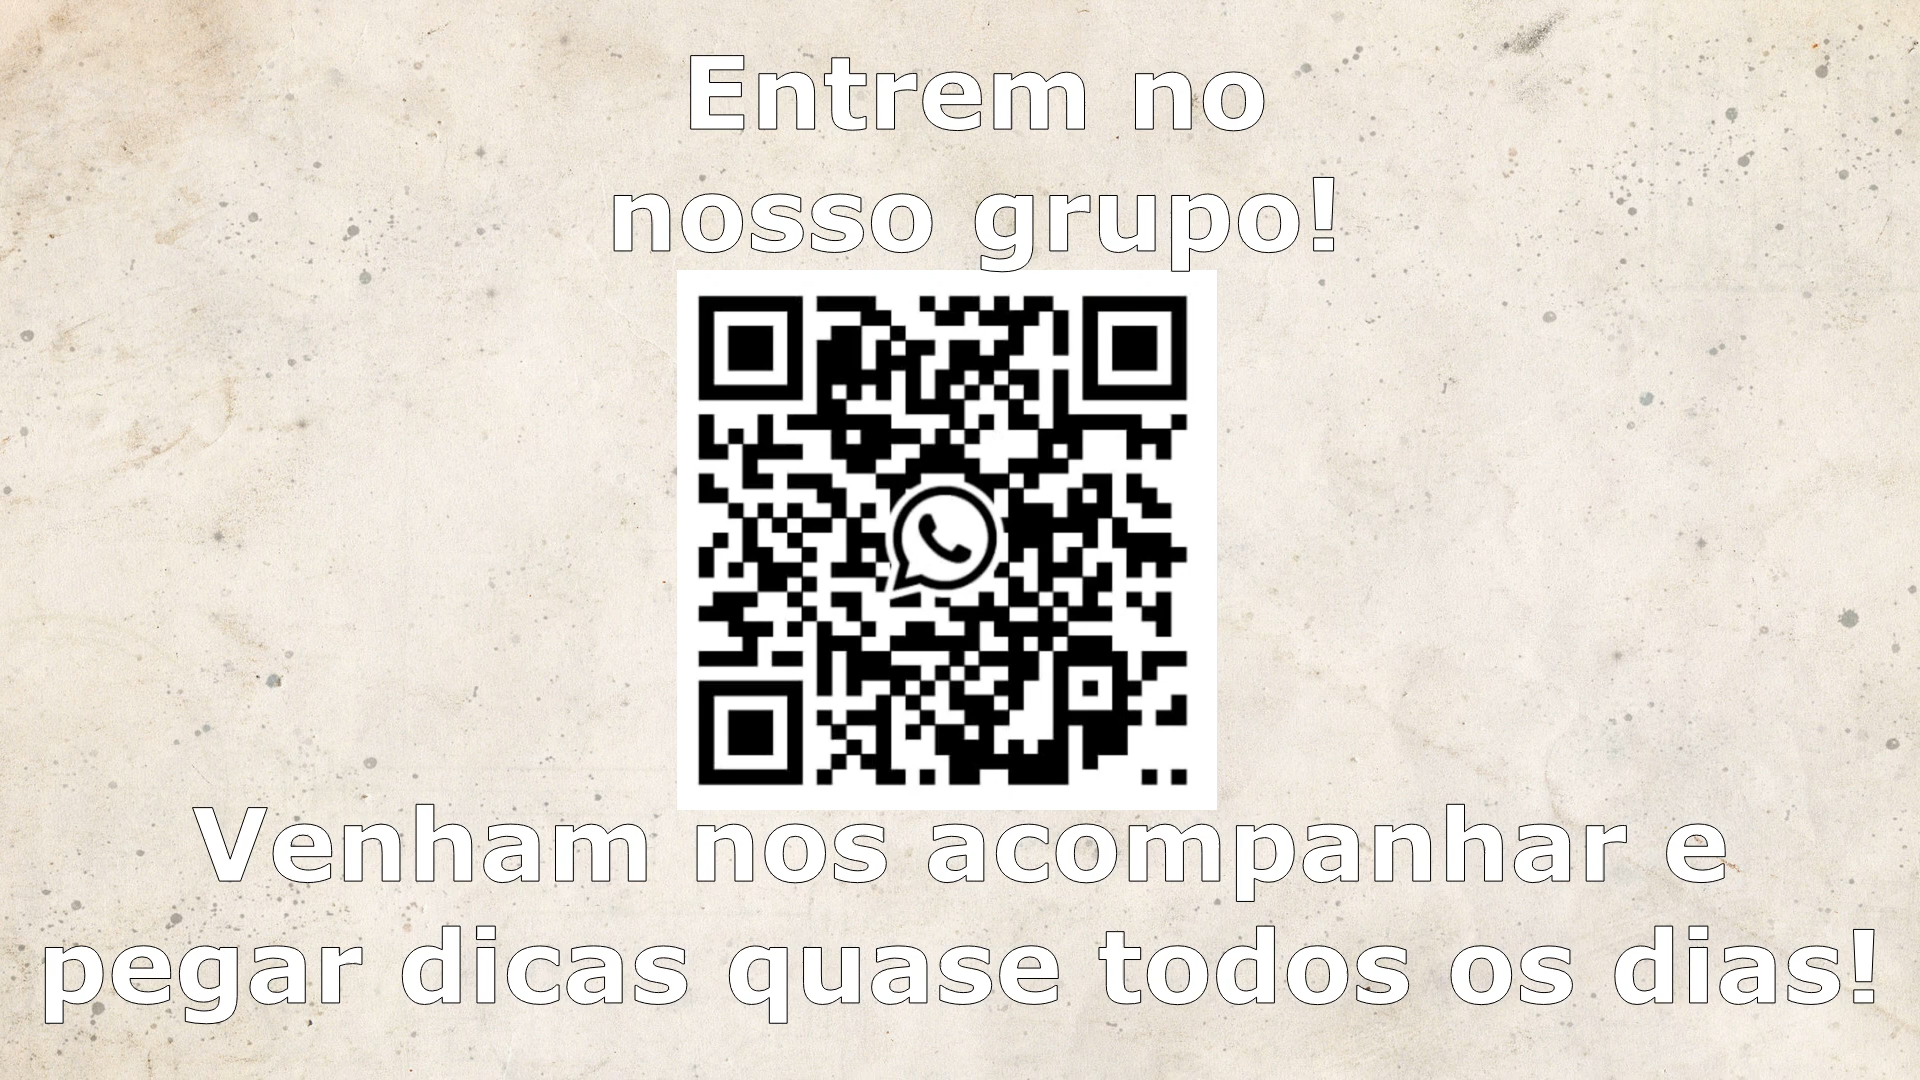 Entrem no
nosso grupo!
Venham nos acompanhar e
pegar dicas quase todos os dias!